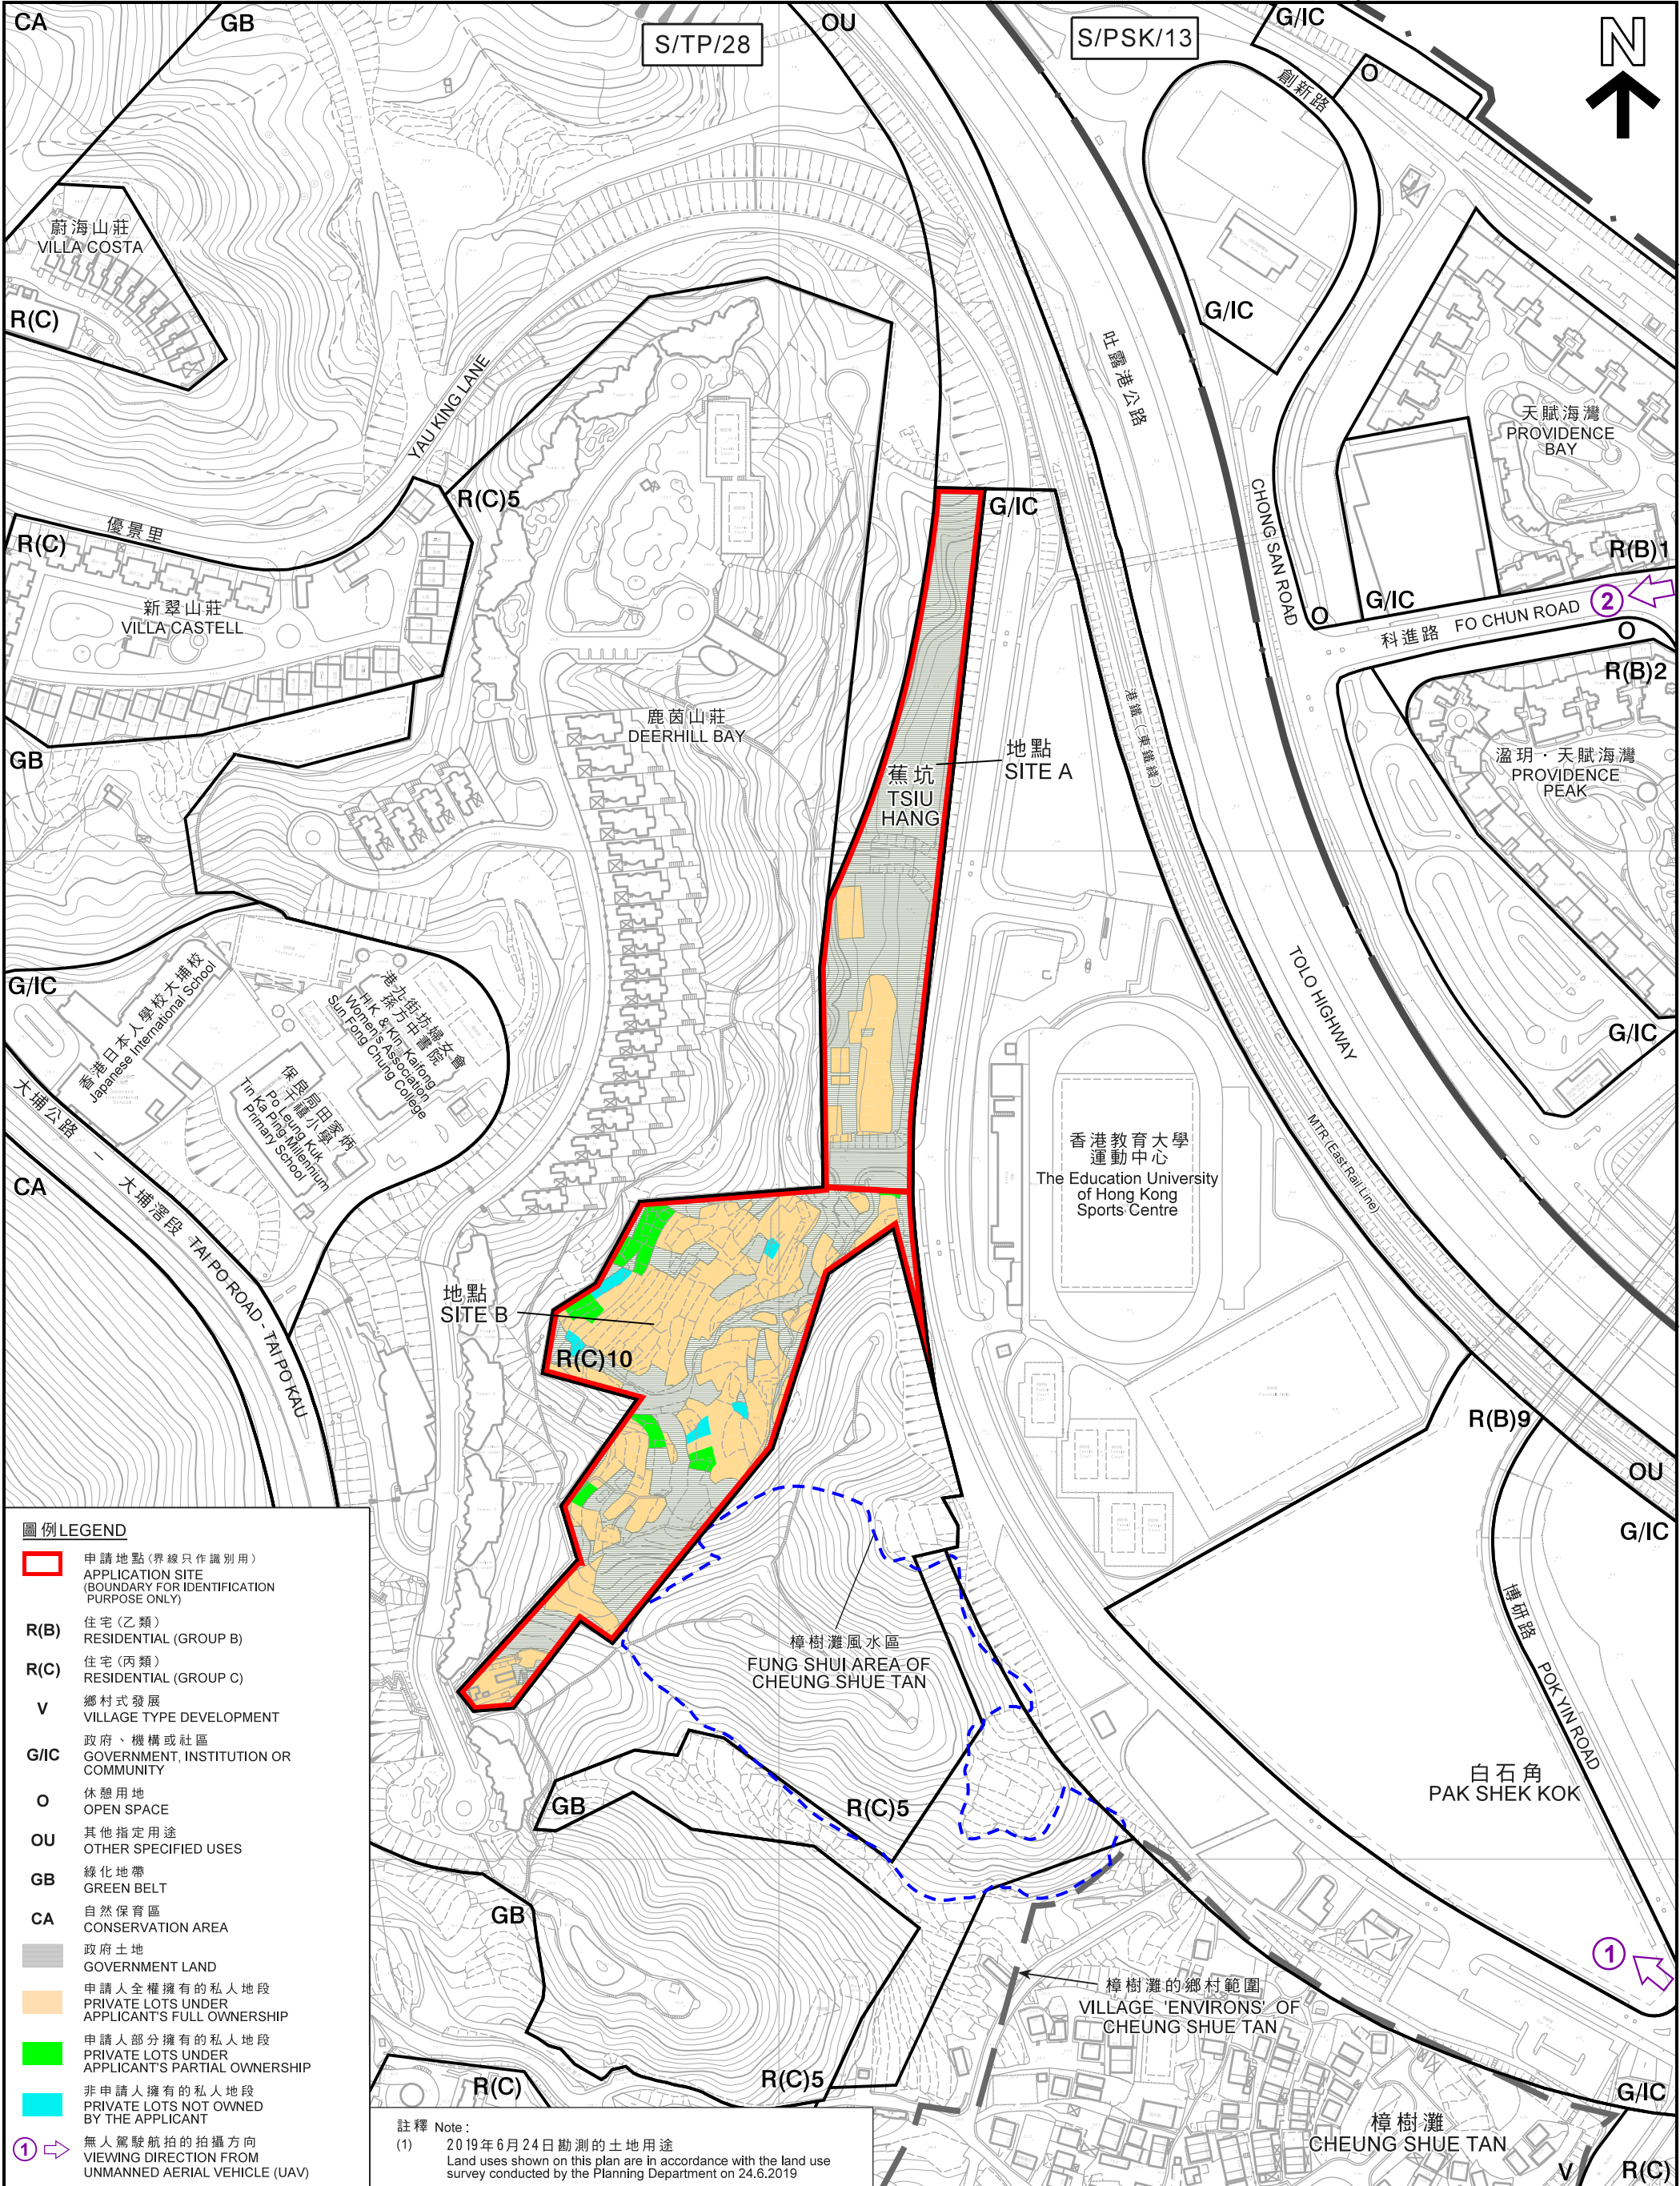 CA
GB
S/TP/28
OU
S/PSK/13
G/IC
N
O
創新路
蔚海山莊
VILLA COSTA
R(C)
G/IC
吐露港公路
YAU KING LANE
天賦海灣
PROVIDENCE
BAY
R(C)5
G/IC
CHONG SAN ROAD
優景里
R(C)
R(B)1
新翠山莊
VILLA CASTELL
G/IC
O
科進路 FO CHUN ROAD
2
O
R(B)2
港鐵(東鐵綫)
鹿茵山莊
DEERHILL BAY
地點
SITE A
GB
蕉坑
TSIU
HANG
溋玥．天賦海灣
PROVIDENCE
PEAK
G/IC
香港日本人學校大埔校
Japanese International School
港九街坊婦女會
孫方中書院
H.K. & Kln. Kaifong
Women's Association
Sun Fong Chung College
保良局田家炳
千禧小學
Po Leung Kuk
Tin Ka Ping Millennium
Primary School
TOLO HIGHWAY
G/IC
大埔公路 － 大埔滘段 TAI PO ROAD - TAI PO KAU
CA
MTR (East Rail Line)
香港教育大學
運動中心
The Education University
of Hong Kong
Sports Centre
地點
SITE B
R(C)10
R(B)9
OU
G/IC
博研路
POK YIN ROAD
樟樹灘風水區
FUNG SHUI AREA OF
CHEUNG SHUE TAN
白石角
PAK SHEK KOK
GB
R(C)5
GB
1
樟樹灘的鄉村範圍
VILLAGE 'ENVIRONS' OF
CHEUNG SHUE TAN
R(C)
R(C)5
G/IC
樟樹灘
CHEUNG SHUE TAN
V
R(C)
圖例LEGEND
申請地點(界線只作識別用)
APPLICATION SITE
(BOUNDARY FOR IDENTIFICATION
PURPOSE ONLY)
R(B)
住宅(乙類)
RESIDENTIAL (GROUP B)
R(C)
住宅(丙類)
RESIDENTIAL (GROUP C)
V
鄉村式發展
VILLAGE TYPE DEVELOPMENT
G/IC
政府、機構或社區
GOVERNMENT, INSTITUTION OR
COMMUNITY
O
休憩用地
OPEN SPACE
OU
其他指定用途
OTHER SPECIFIED USES
GB
綠化地帶
GREEN BELT
CA
自然保育區
CONSERVATION AREA
政府土地
GOVERNMENT LAND
申請人全權擁有的私人地段
PRIVATE LOTS UNDER
APPLICANT'S FULL OWNERSHIP
申請人部分擁有的私人地段
PRIVATE LOTS UNDER
APPLICANT'S PARTIAL OWNERSHIP
非申請人擁有的私人地段
PRIVATE LOTS NOT OWNED
BY THE APPLICANT
1
無人駕駛航拍的拍攝方向
VIEWING DIRECTION FROM
UNMANNED AERIAL VEHICLE (UAV)
註釋 Note :
(1) 2019年6月24日勘測的土地用途
Land uses shown on this plan are in accordance with the land use
survey conducted by the Planning Department on 24.6.2019